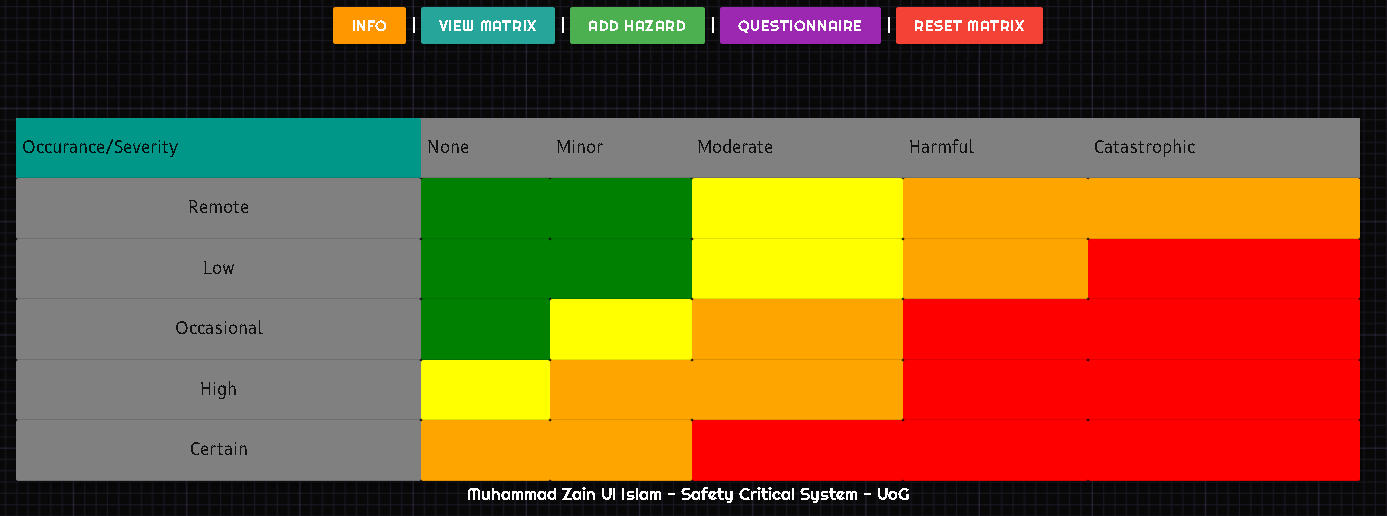 INFO | VIEW MATRIX | ADD HAZARD | QUESTIONNAIRE | RESET MATRIX
Occurance/Severity None Minor Moderate Harmful Catastrophic
Remote
Low
Occasional
High
Certain
Muhammad Zain Ul Islam - Safety Critical System - UoG